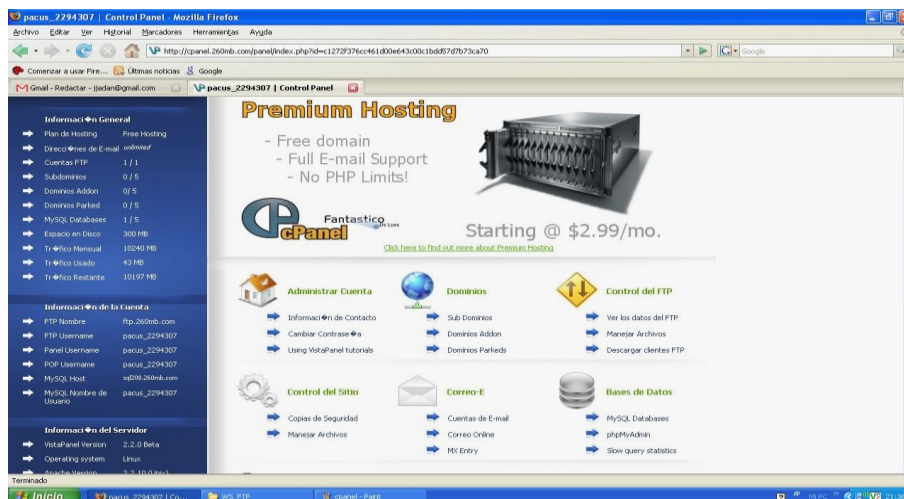 pacus_2294307 | Control Panel - Mozilla Firefox
Archivo Editar Ver Historial Marcadores Herramientas Ayuda
http://cpanel.260mb.com/panel/index.php?id=c1272f376cc461d00e643c00c1bdd57d7b73ca70
Google
Comenzar a usar Fire... Últimas noticias Google
Gmail - Redactar - jjadan@gmail.com pacus_2294307 | Control Panel
Informaci�n General
Plan de Hosting Free Hosting
Direcci�nes de E-mail unlimited
Cuentas FTP 1 / 1
Subdominios 0 / 5
Dominios Addon 0/ 5
Dominios Parked 0 / 5
MySQL Databases 1 / 5
Espacio en Disco 300 MB
Tr�fico Mensual 10240 MB
Tr�fico Usado 43 MB
Tr�fico Restante 10197 MB
Informaci�n de la Cuenta
FTP Nombre ftp.260mb.com
FTP Username pacus_2294307
Panel Username pacus_2294307
POP Username pacus_2294307
MySQL Host sql208.260mb.com
MySQL Nombre de Usuario pacus_2294307
Informaci�n del Servidor
VistaPanel Version 2.2.0 Beta
Operating system Linux
Apache Version 2.2.10 (Unix)
Premium Hosting
- Free domain
- Full E-mail Support
- No PHP Limits!
cPanel
Fantastico De Luxe
Starting @ $2.99/mo.
Click here to find out more about Premium Hosting
Administrar Cuenta
Informaci�n de Contacto
Cambiar Contrase�a
Using VistaPanel tutorials
Dominios
Sub Dominios
Dominios Addon
Dominios Parkeds
Control del FTP
Ver los datos del FTP
Manejar Archivos
Descargar clientes FTP
Control del Sitio
Copias de Seguridad
Manejar Archivos
Correo-E
Cuentas de E-mail
Correo Online
MX Entry
Bases de Datos
MySQL Databases
phpMyAdmin
Slow query statistics
Terminado
Inicio pacus_2294307 | Co... WS_FTP cpanel - Paint